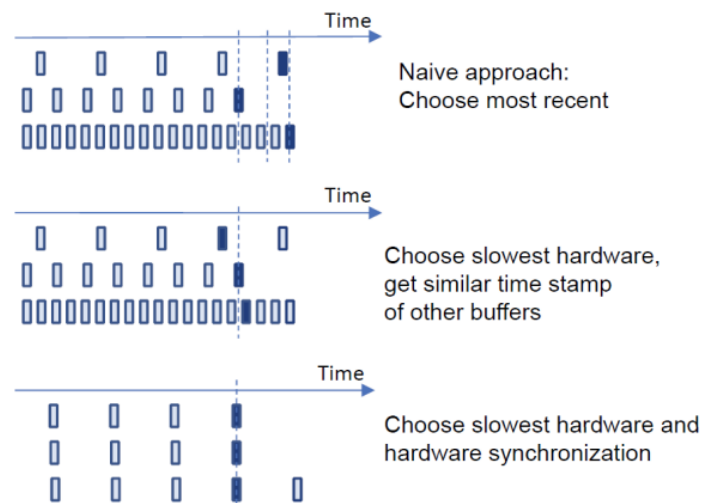 Time
Naive approach:
Choose most recent
Time
Choose slowest hardware,
get similar time stamp
of other buffers
Time
Choose slowest hardware and
hardware synchronization